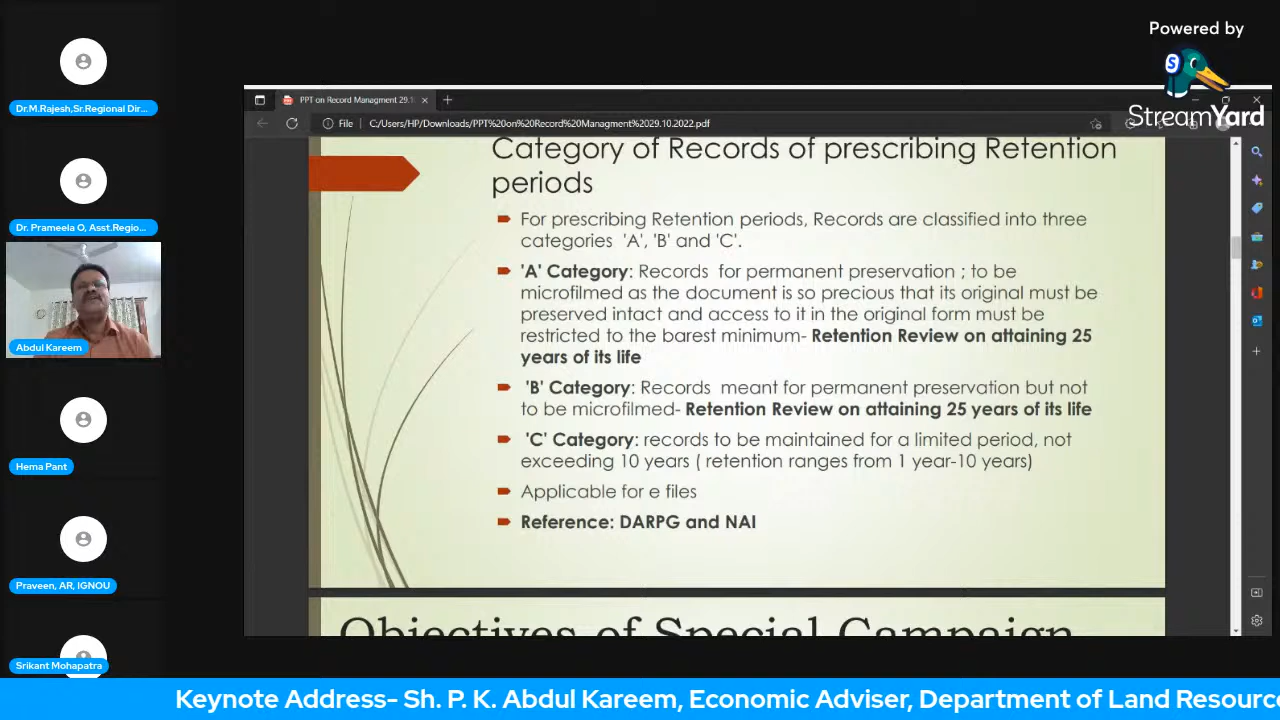 Powered by
StreamYard
Dr.M.Rajesh,Sr.Regional Dir...
Dr. Prameela O, Asst.Regio...
Abdul Kareem
Hema Pant
Praveen, AR, IGNOU
Srikant Mohapatra
PPT on Record Managment 29.1
File
C:/Users/HP/Downloads/PPT%20on%20Record%20Managment%2029.10.2022.pdf
Category of Records of prescribing Retention
periods
For prescribing Retention periods, Records are classified into three
categories 'A', 'B' and 'C'.
'A' Category: Records for permanent preservation ; to be
microfilmed as the document is so precious that its original must be
preserved intact and access to it in the original form must be
restricted to the barest minimum- Retention Review on attaining 25
years of its life
'B' Category: Records meant for permanent preservation but not
to be microfilmed- Retention Review on attaining 25 years of its life
'C' Category: records to be maintained for a limited period, not
exceeding 10 years ( retention ranges from 1 year-10 years)
Applicable for e files
Reference: DARPG and NAI
Objectives of Special Campaign
Keynote Address- Sh. P. K. Abdul Kareem, Economic Adviser, Department of Land Resourc